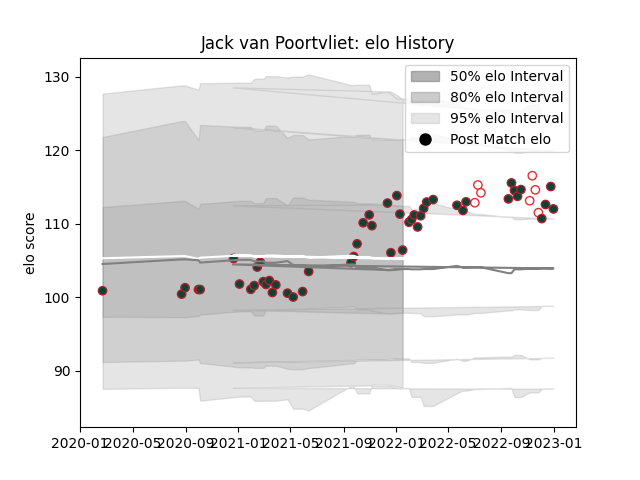 Jack van Poortvliet: elo History
50% elo Interval
80% elo Interval
95% elo Interval
Post Match elo
elo score
130
120
110
100
90
2020-01 2020-05 2020-09 2021-01 2021-05 2021-09 2022-01 2022-05 2022-09 2023-01